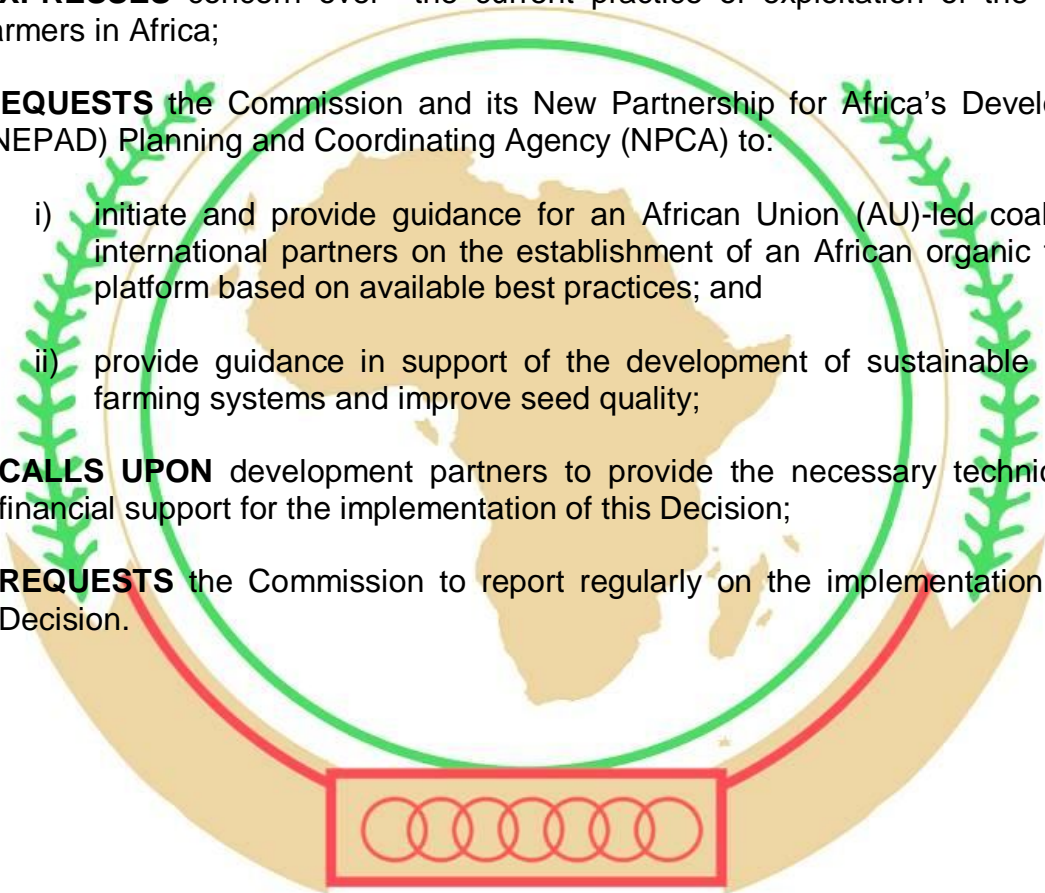 EXPRESSES concern over the current practice of exploitation of the
farmers in Africa;
REQUESTS the Commission and its New Partnership for Africa's Devel
(NEPAD) Planning and Coordinating Agency (NPCA) to:
i) initiate and provide guidance for an African Union (AU)-led coal
international partners on the establishment of an African organic
platform based on available best practices; and
ii) provide guidance in support of the development of sustainable
farming systems and improve seed quality;
CALLS UPON development partners to provide the necessary technic
financial support for the implementation of this Decision;
REQUESTS the Commission to report regularly on the implementation
Decision.